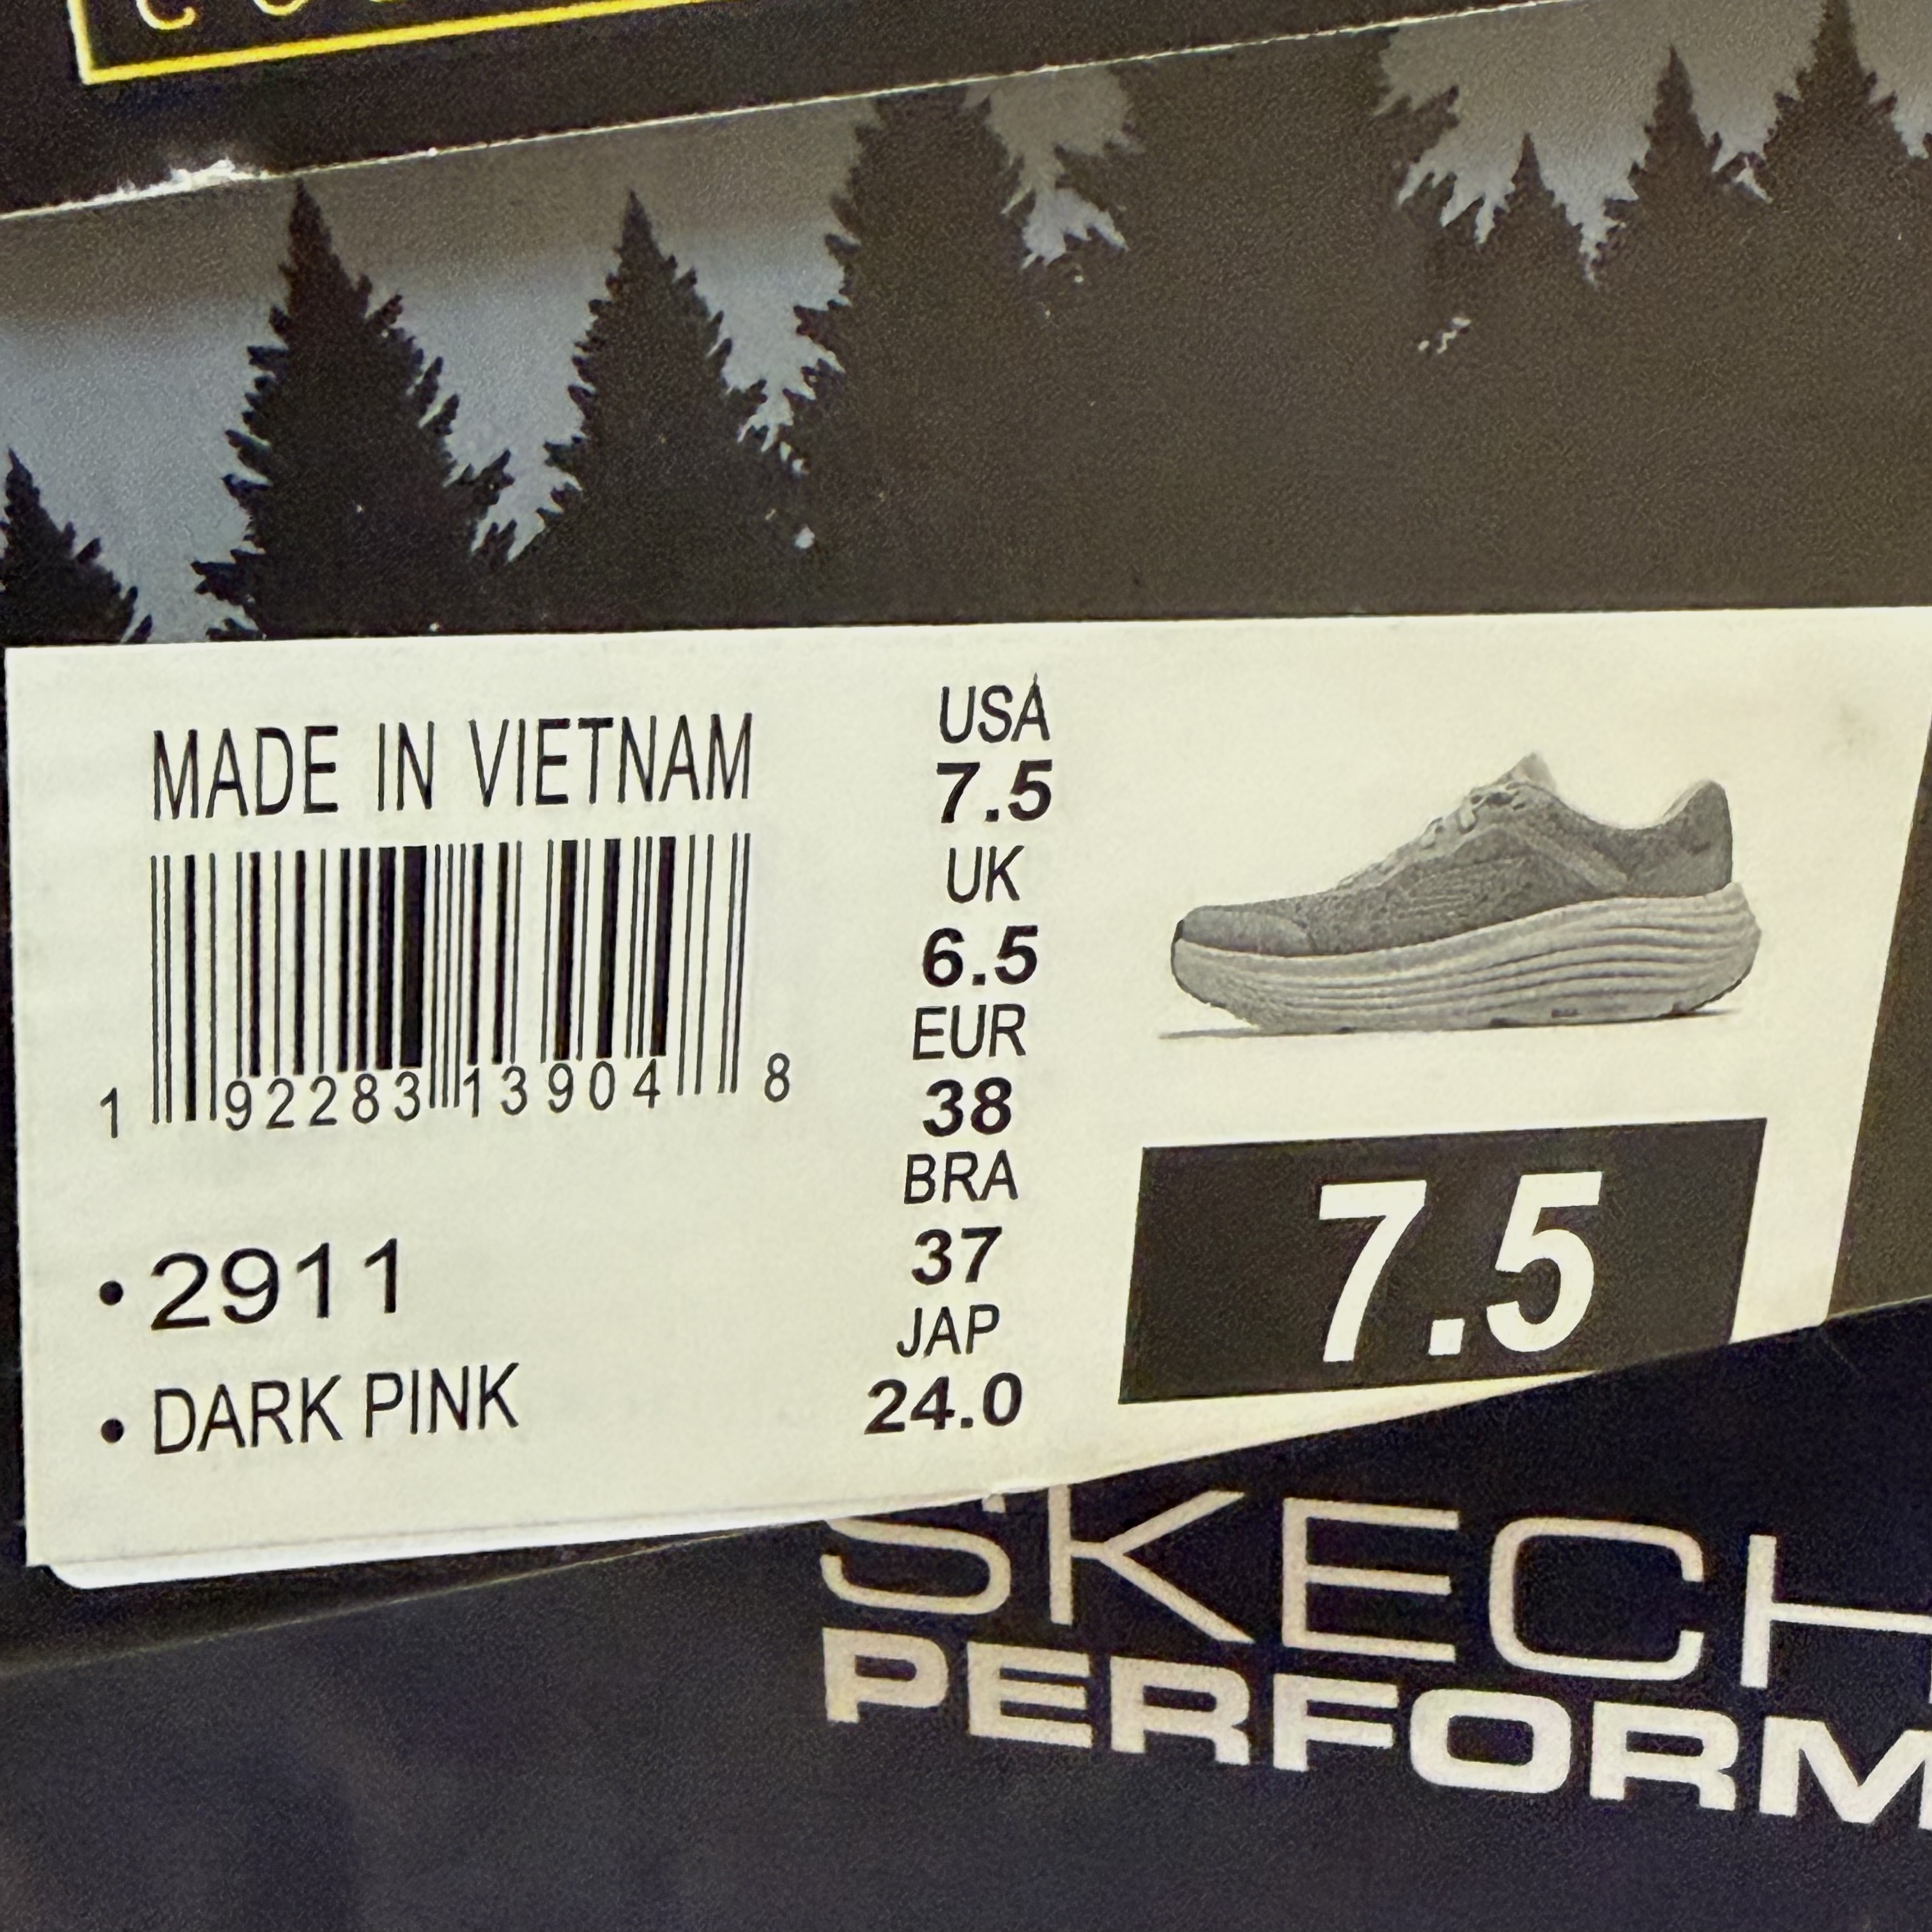 MADE IN VIETNAM
1 92283 13904 8
• 2911
• DARK PINK
USA
7.5
UK
6.5
EUR
38
BRA
37
JAP
24.0
7.5
SKECH
PERFORM